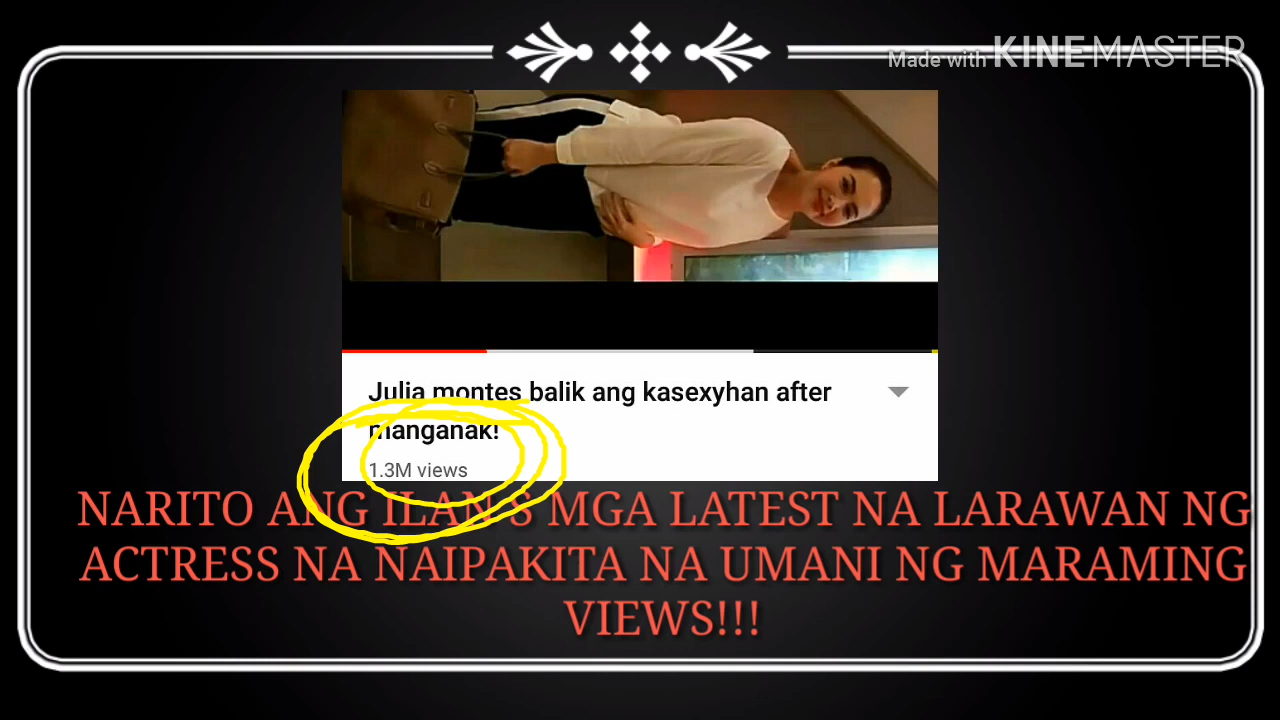 Made with KINEMASTER
Julia montes balik ang kasexyhan after
manganak!
1.3M views
NARITO ANG ILAN S MGA LATEST NA LARAWAN NG
ACTRESS NA NAIPAKITA NA UMANI NG MARAMING
VIEWS!!!